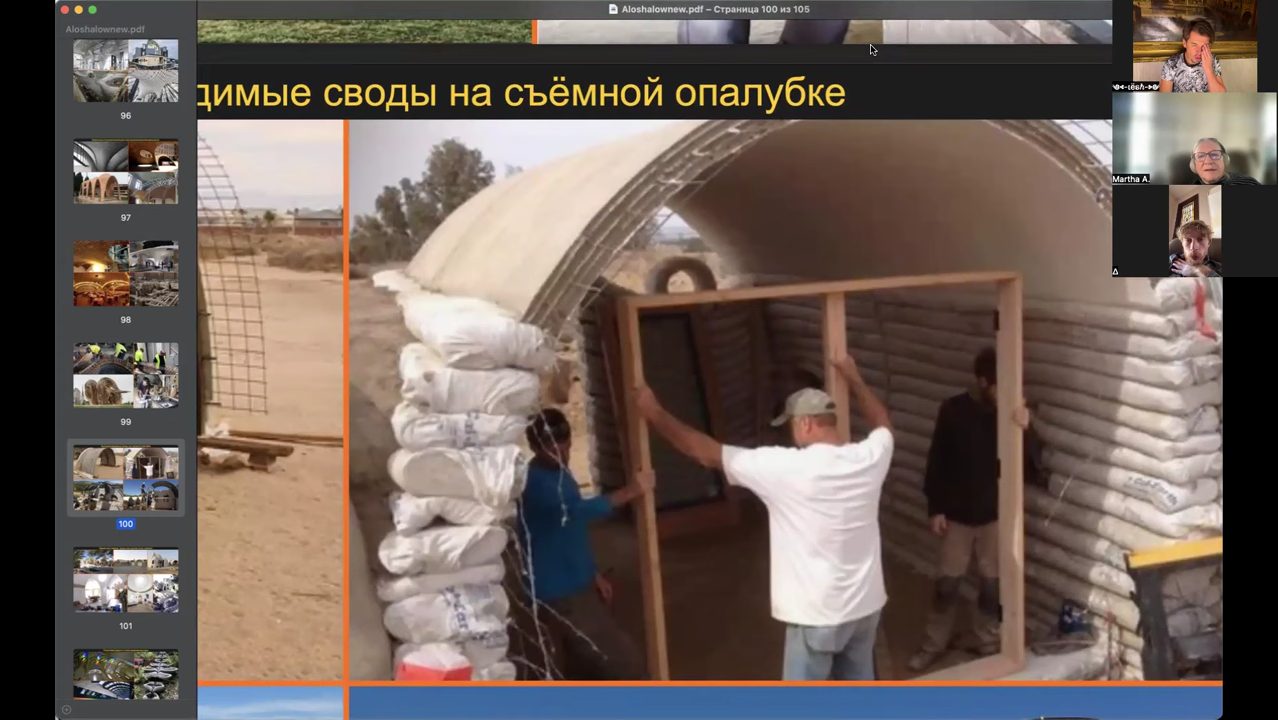 Aloshalownew.pdf – Страница 100 из 105
Aloshalownew.pdf
димые своды на съёмной опалубке
96
97
98
99
100
101
Martha A.